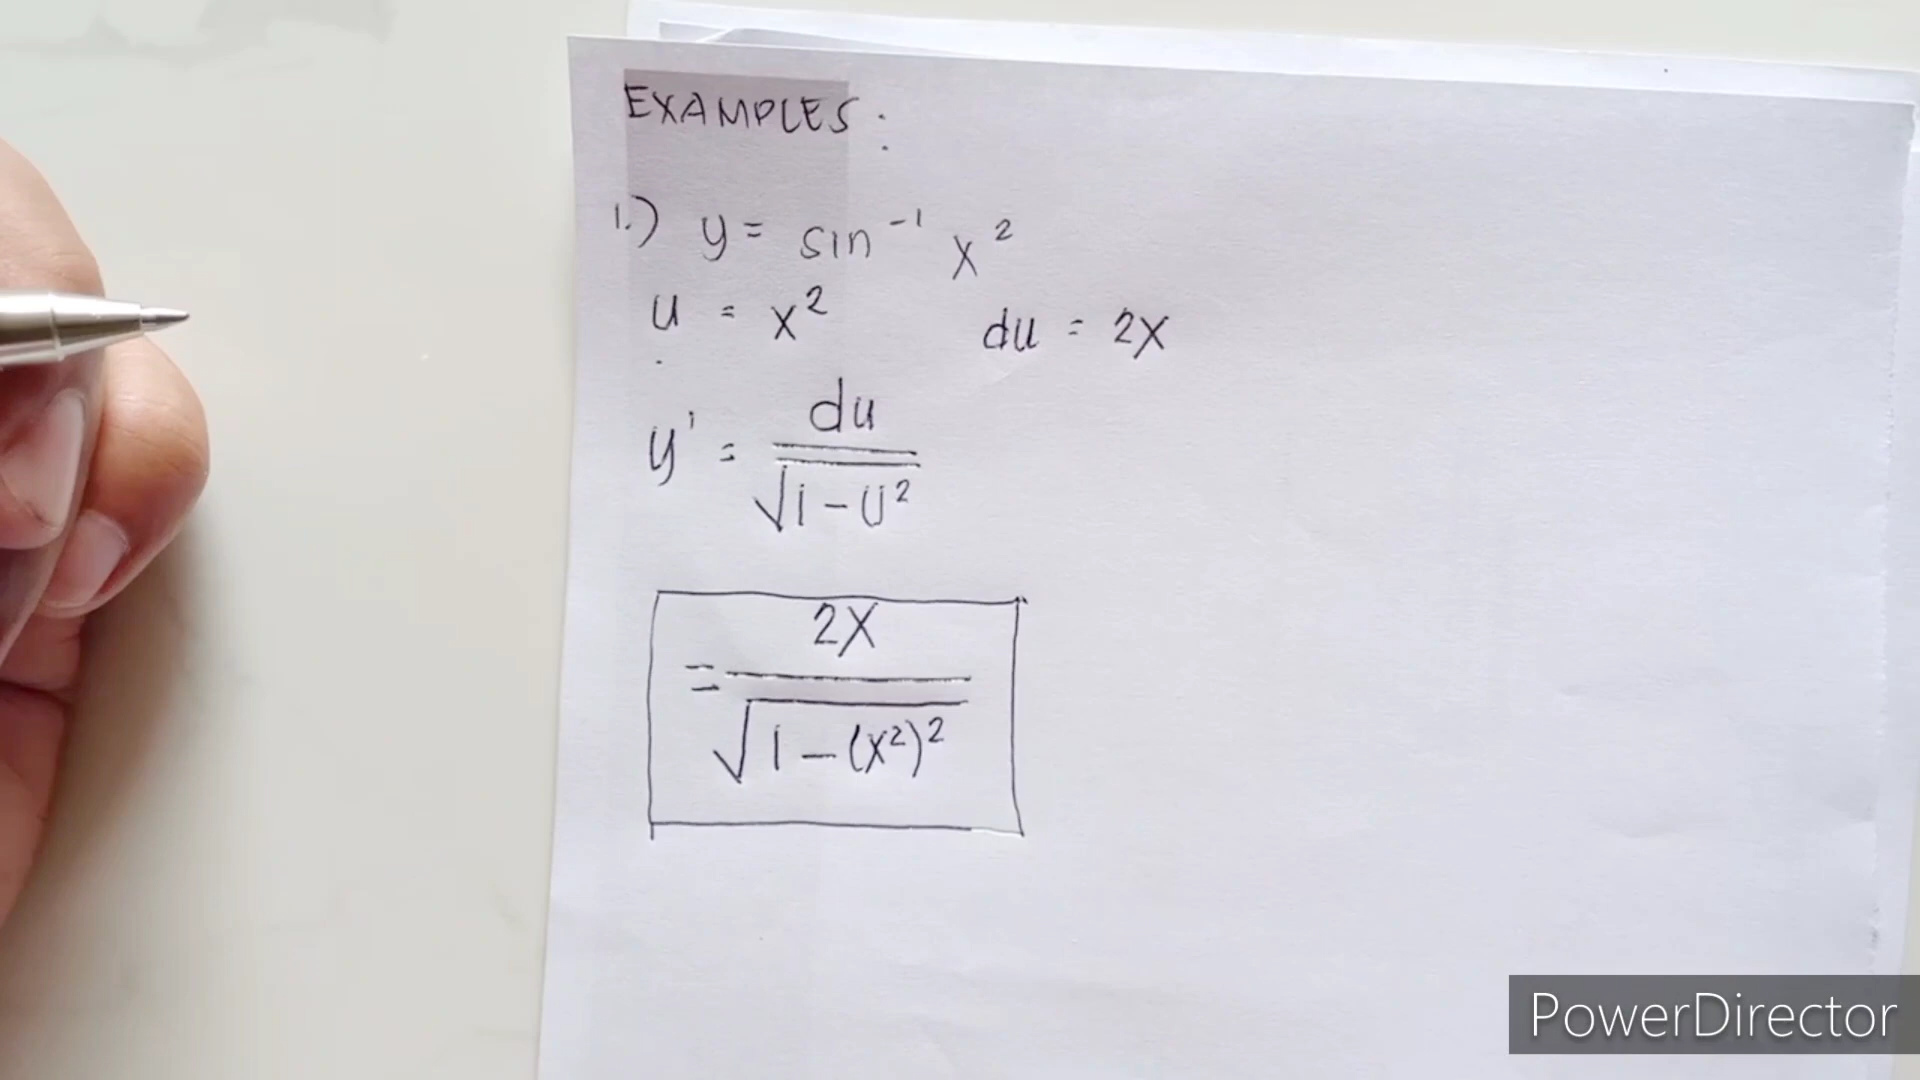 EXAMPLES :
1.) y = sin⁻¹ x²
u = x² du = 2x
y' = du / √1 - U²
= 2x / √1 - (x²)²
PowerDirector